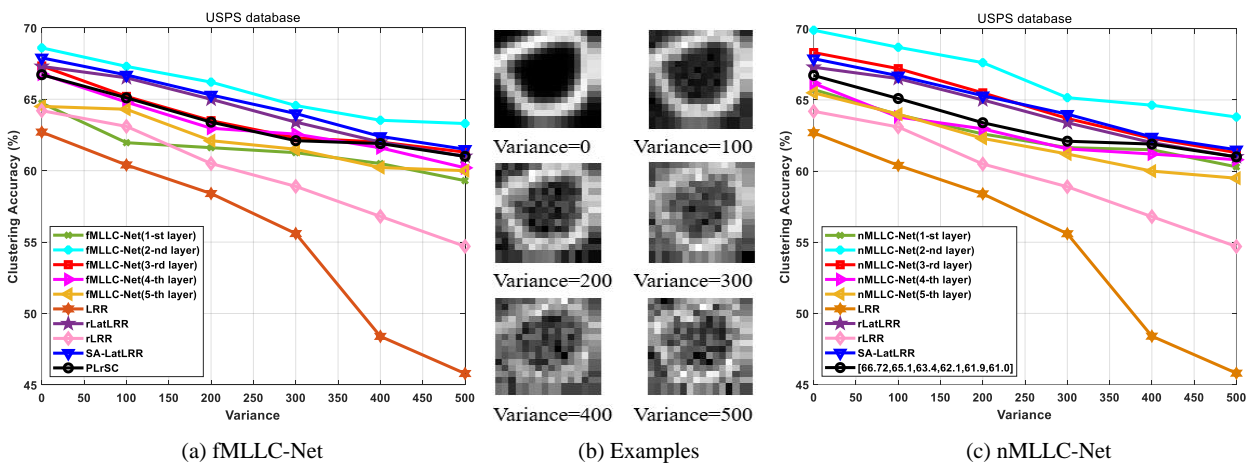 USPS database
70
65
60
55
50
45
Clustering Accuracy (%)
fMLLC-Net(1-st layer)
fMLLC-Net(2-nd layer)
fMLLC-Net(3-rd layer)
fMLLC-Net(4-th layer)
fMLLC-Net(5-th layer)
LRR
rLatLRR
rLRR
SA-LatLRR
PLrSC
0 50 100 150 200 250 300 350 400 450 500
Variance
(a) fMLLC-Net
Variance=0
Variance=100
Variance=200
Variance=300
Variance=400
Variance=500
(b) Examples
USPS database
70
65
60
55
50
45
Clustering Accuracy (%)
nMLLC-Net(1-st layer)
nMLLC-Net(2-nd layer)
nMLLC-Net(3-rd layer)
nMLLC-Net(4-th layer)
nMLLC-Net(5-th layer)
LRR
rLatLRR
rLRR
SA-LatLRR
[66.72,65.1,63.4,62.1,61.9,61.0]
0 50 100 150 200 250 300 350 400 450 500
Variance
(c) nMLLC-Net